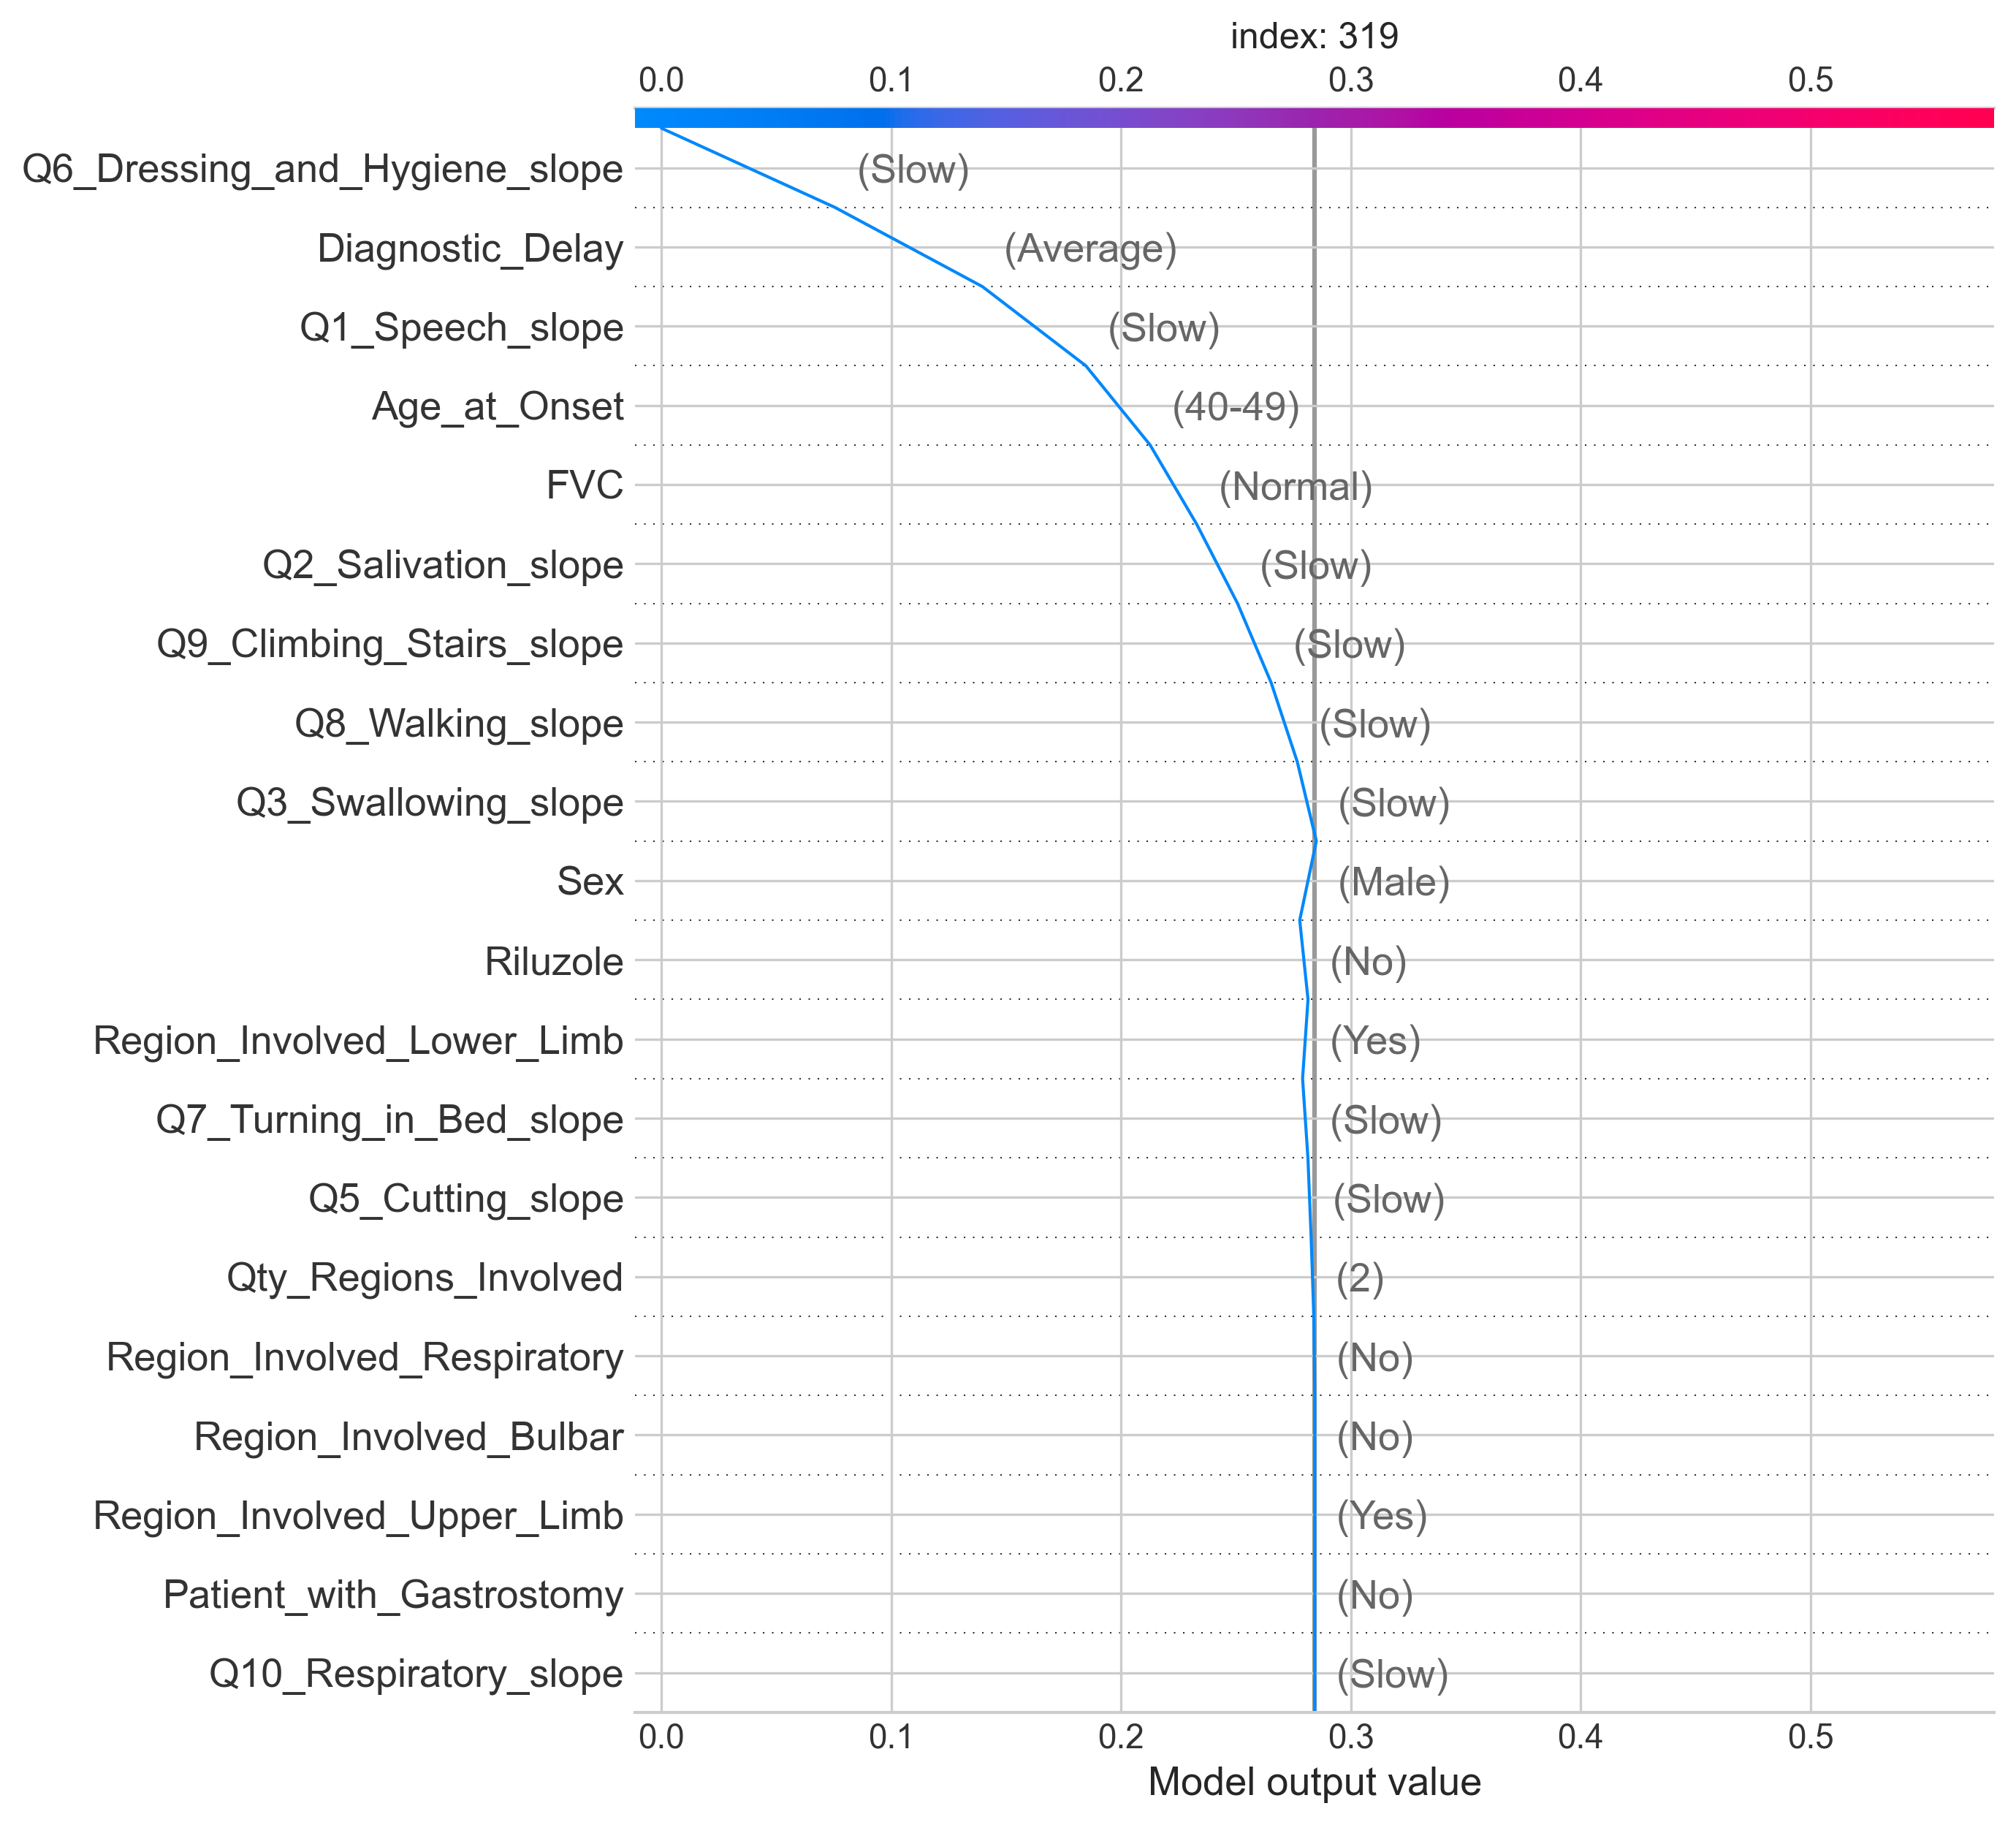 index: 319
0.0 0.1 0.2 0.3 0.4 0.5
Q6_Dressing_and_Hygiene_slope (Slow)
Diagnostic_Delay (Average)
Q1_Speech_slope (Slow)
Age_at_Onset (40-49)
FVC (Normal)
Q2_Salivation_slope (Slow)
Q9_Climbing_Stairs_slope (Slow)
Q8_Walking_slope (Slow)
Q3_Swallowing_slope (Slow)
Sex (Male)
Riluzole (No)
Region_Involved_Lower_Limb (Yes)
Q7_Turning_in_Bed_slope (Slow)
Q5_Cutting_slope (Slow)
Qty_Regions_Involved (2)
Region_Involved_Respiratory (No)
Region_Involved_Bulbar (No)
Region_Involved_Upper_Limb (Yes)
Patient_with_Gastrostomy (No)
Q10_Respiratory_slope (Slow)
0.0 0.1 0.2 0.3 0.4 0.5
Model output value